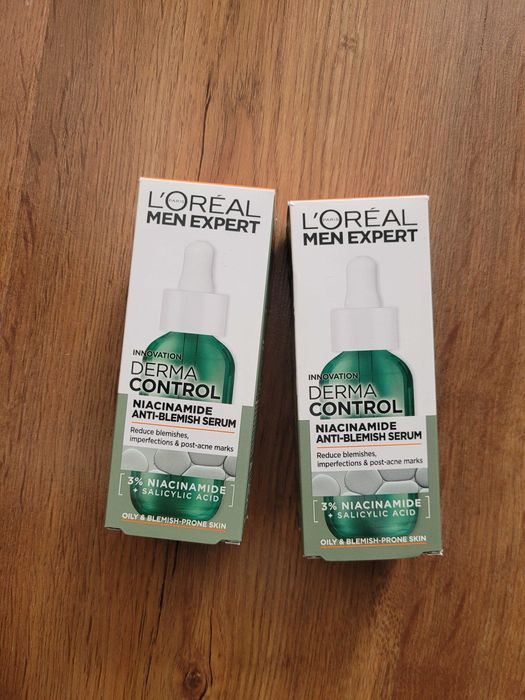 L'ORÉAL
PARIS
MEN EXPERT
INNOVATION
DERMA
CONTROL
NIACINAMIDE
ANTI-BLEMISH SERUM
Reduce blemishes,
imperfections & post-acne marks
3% NIACINAMIDE
+ SALICYLIC ACID
OILY & BLEMISH-PRONE SKIN
L'ORÉAL
PARIS
MEN EXPERT
INNOVATION
DERMA
CONTROL
NIACINAMIDE
ANTI-BLEMISH SERUM
Reduce blemishes,
imperfections & post-acne marks
3% NIACINAMIDE
+ SALICYLIC ACID
OILY & BLEMISH-PRONE SKIN